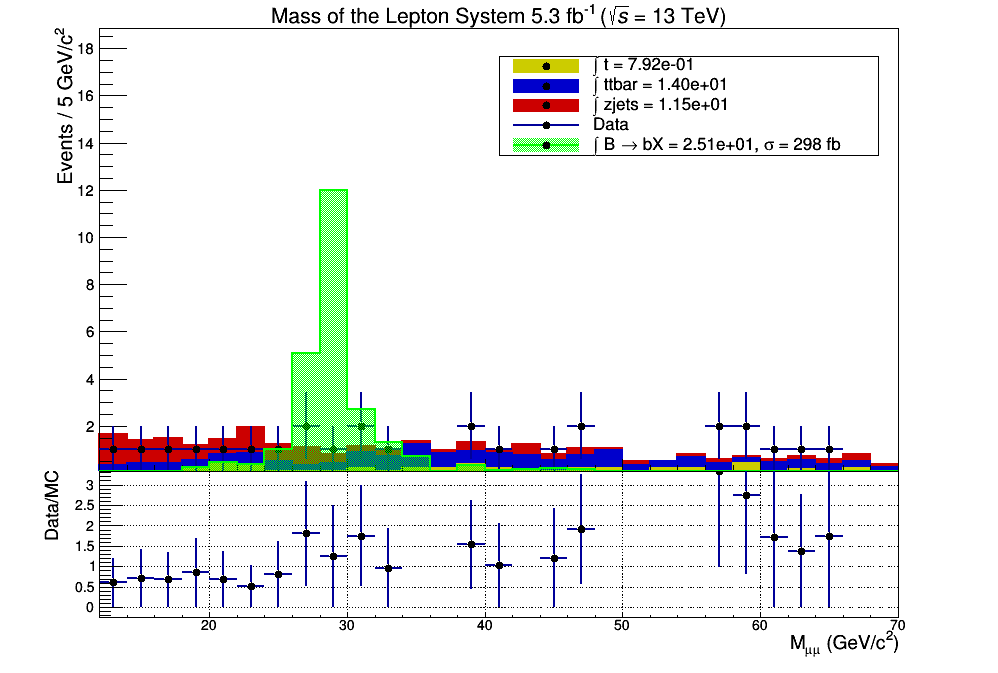 Mass of the Lepton System 5.3 fb⁻¹ (√s = 13 TeV)
Events / 5 GeV/c²
18
16
14
12
10
8
6
4
2
∫ t = 7.92e-01
∫ ttbar = 1.40e+01
∫ zjets = 1.15e+01
Data
∫ B → bX = 2.51e+01, σ = 298 fb
Data/MC
3
2.5
2
1.5
1
0.5
0
20 30 40 50 60 70
M_μμ (GeV/c²)